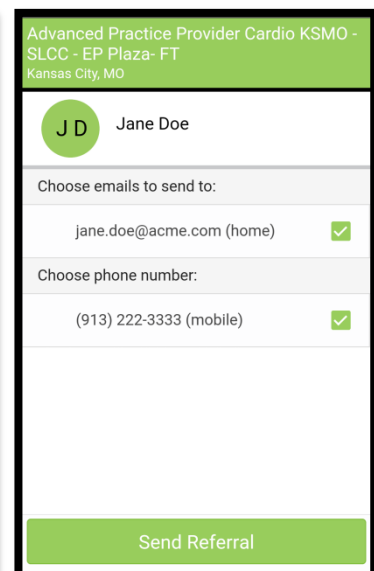 Advanced Practice Provider Cardio KSMO -
SLCC - EP Plaza- FT
Kansas City, MO
J D
Jane Doe
Choose emails to send to:
jane.doe@acme.com (home)
Choose phone number:
(913) 222-3333 (mobile)
Send Referral